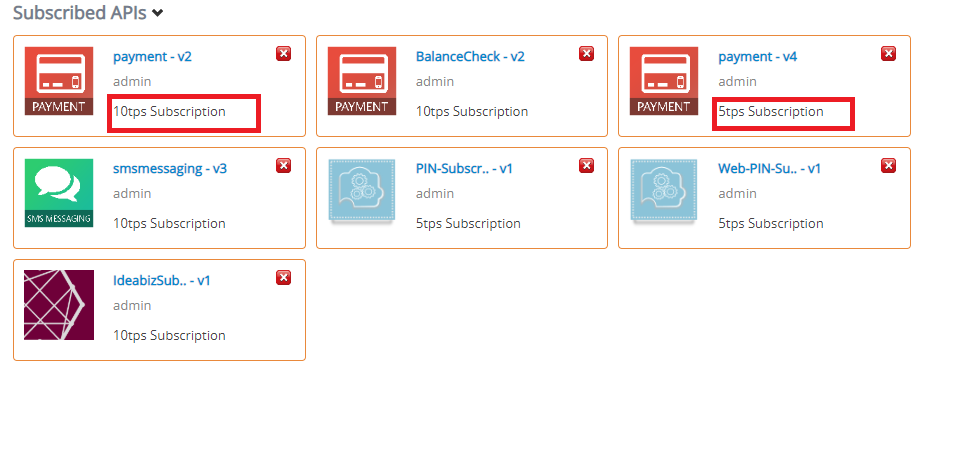 Subscribed APIs
payment - v2
admin
10tps Subscription
PAYMENT
BalanceCheck - v2
admin
10tps Subscription
PAYMENT
payment - v4
admin
5tps Subscription
PAYMENT
smsmessaging - v3
admin
10tps Subscription
SMS MESSAGING
PIN-Subscr.. - v1
admin
5tps Subscription
Web-PIN-Su.. - v1
admin
5tps Subscription
IdeabizSub.. - v1
admin
10tps Subscription